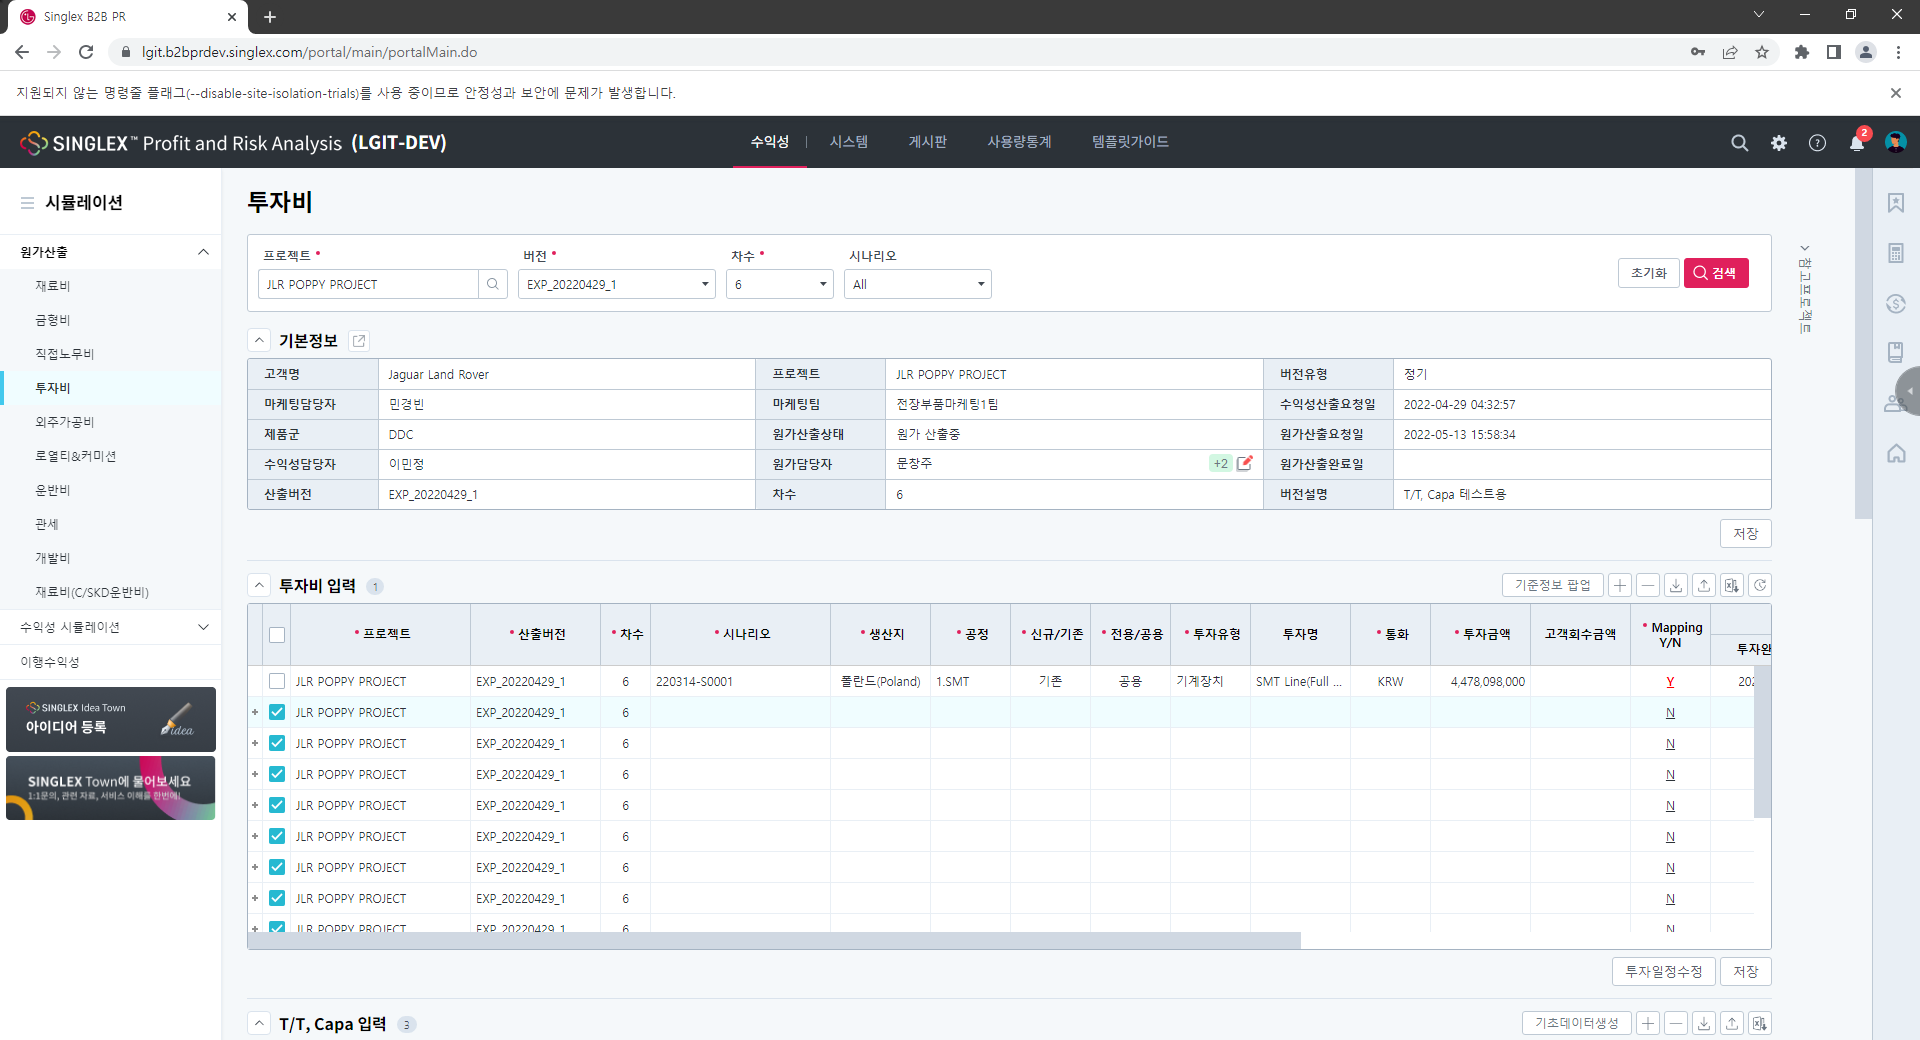 Singlex B2B PR
lgit.b2bprdev.singlex.com/portal/main/portalMain.do
지원되지 않는 명령줄 플래그(--disable-site-isolation-trials)를 사용 중이므로 안정성과 보안에 문제가 발생합니다.
SINGLEX™ Profit and Risk Analysis (LGIT-DEV)
수익성 시스템 게시판 사용량통계 템플릿가이드
2
시뮬레이션
원가산출
재료비
금형비
직접노무비
투자비
외주가공비
로열티&커미션
운반비
관세
개발비
재료비(C/SKD운반비)
수익성 시뮬레이션
이행수익성
SINGLEX Idea Town
아이디어 등록
idea
SINGLEX Town에 물어보세요
1:1문의, 관련 자료, 서비스 이해를 한번에!
투자비
프로젝트 * 버전 * 차수 * 시나리오
JLR POPPY PROJECT EXP_20220429_1 6 All
초기화 검색
참고프로젝트
기본정보
고객명 Jaguar Land Rover 프로젝트 JLR POPPY PROJECT 버전유형 정기
마케팅담당자 민경빈 마케팅팀 전장부품마케팅1팀 수익성산출요청일 2022-04-29 04:32:57
제품군 DDC 원가산출상태 원가 산출중 원가산출요청일 2022-05-13 15:58:34
수익성담당자 이민정 원가담당자 문창주 +2 원가산출완료일
산출버전 EXP_20220429_1 차수 6 버전설명 T/T, Capa 테스트용
저장
투자비 입력 1
기준정보 팝업
* 프로젝트 * 산출버전 * 차수 * 시나리오 * 생산지 * 공정 * 신규/기존 * 전용/공용 * 투자유형 투자명 * 통화 * 투자금액 고객회수금액 * Mapping Y/N 투자완
JLR POPPY PROJECT EXP_20220429_1 6 220314-S0001 폴란드(Poland) 1.SMT 기존 공용 기계장치 SMT Line(Full ... KRW 4,478,098,000 Y 202
JLR POPPY PROJECT EXP_20220429_1 6 N
JLR POPPY PROJECT EXP_20220429_1 6 N
JLR POPPY PROJECT EXP_20220429_1 6 N
JLR POPPY PROJECT EXP_20220429_1 6 N
JLR POPPY PROJECT EXP_20220429_1 6 N
JLR POPPY PROJECT EXP_20220429_1 6 N
JLR POPPY PROJECT EXP_20220429_1 6 N
JLR POPPY PROJECT EXP_20220429_1 6 N
투자일정수정 저장
T/T, Capa 입력 3
기초데이터생성